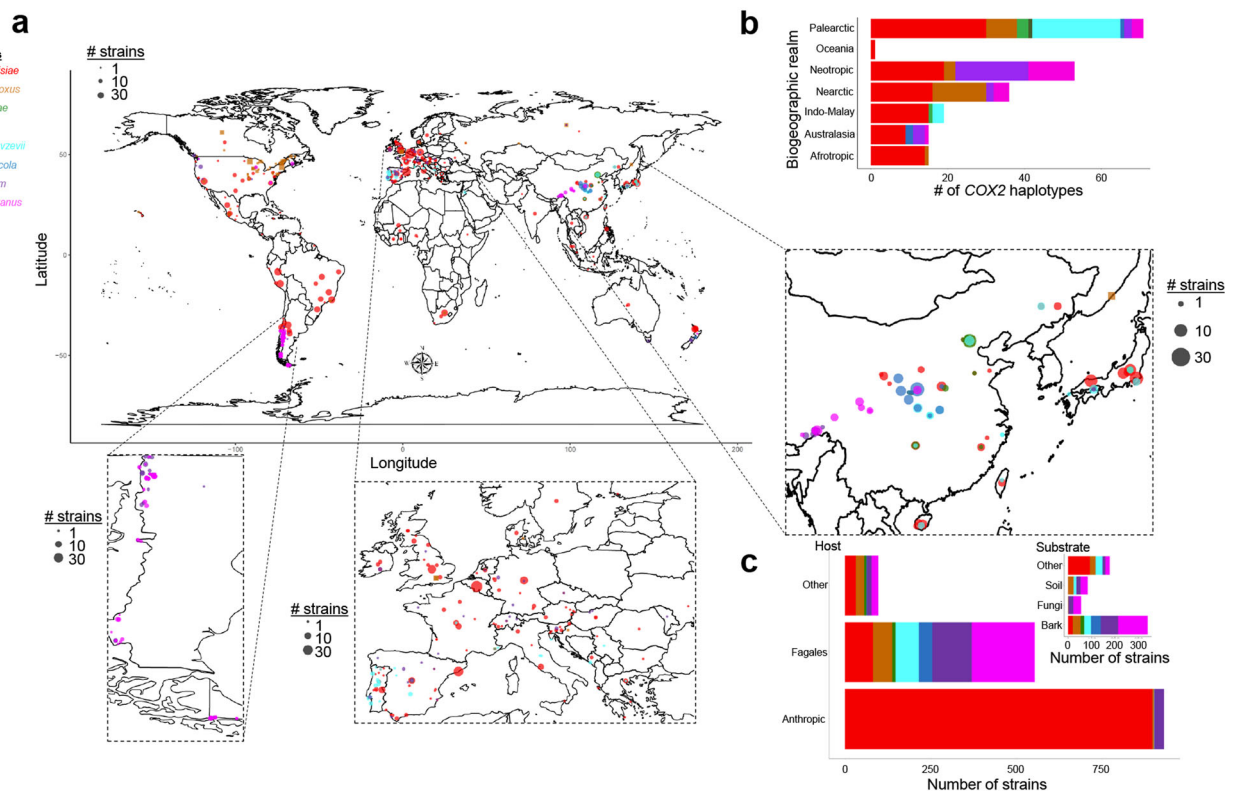 a
# strains
1
10
30
Latitude
50
0
−50
−100
0
100
200
Longitude
# strains
1
10
30
# strains
1
10
30
b
Biogeographic realm
Palearctic
Oceania
Neotropic
Nearctic
Indo-Malay
Australasia
Afrotropic
0
20
40
60
# of COX2 haplotypes
# strains
1
10
30
c
Host
Other
Fagales
Anthropic
0
250
500
750
Number of strains
Substrate
Other
Soil
Fungi
Bark
0
100
200
300
Number of strains
N
W
E
S